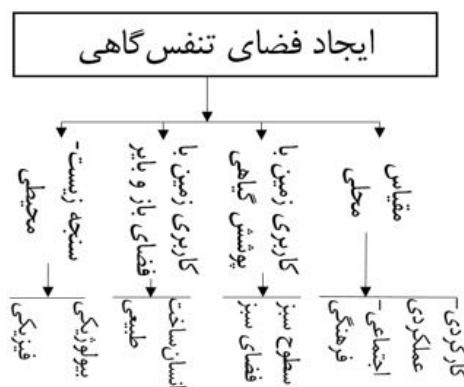 ایجاد فضای تنفس‌گاهی
مقیاس
محلی
کاربری زمین با
پوشش گیاهی
کاربری زمین با
فضای باز و بایر
سنجه زیست-
محیطی
کارکردی-
عملکردی
اجتماعی-
فرهنگی
سطوح سبز
فضای سبز
انسان‌ساخت
طبیعی
بیولوژیکی
فیزیکی